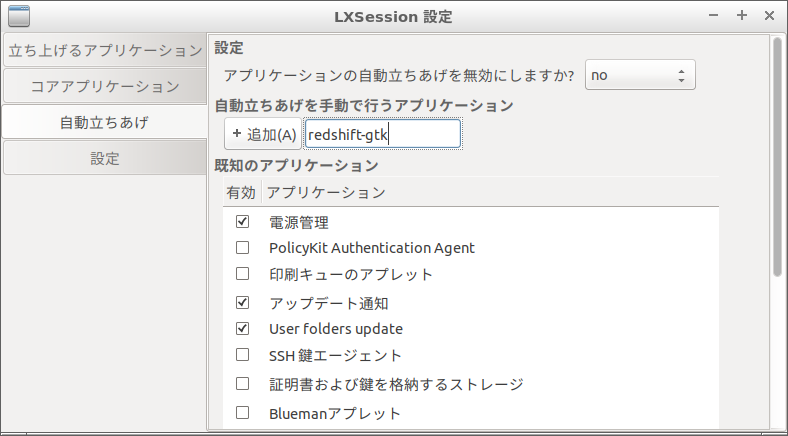 LXSession 設定
立ち上げるアプリケーション
コアアプリケーション
自動立ちあげ
設定
設定
アプリケーションの自動立ちあげを無効にしますか? no
自動立ちあげを手動で行うアプリケーション
+ 追加(A) redshift-gtk
既知のアプリケーション
有効 アプリケーション
電源管理
PolicyKit Authentication Agent
印刷キューのアプレット
アップデート通知
User folders update
SSH 鍵エージェント
証明書および鍵を格納するストレージ
Bluemanアプレット